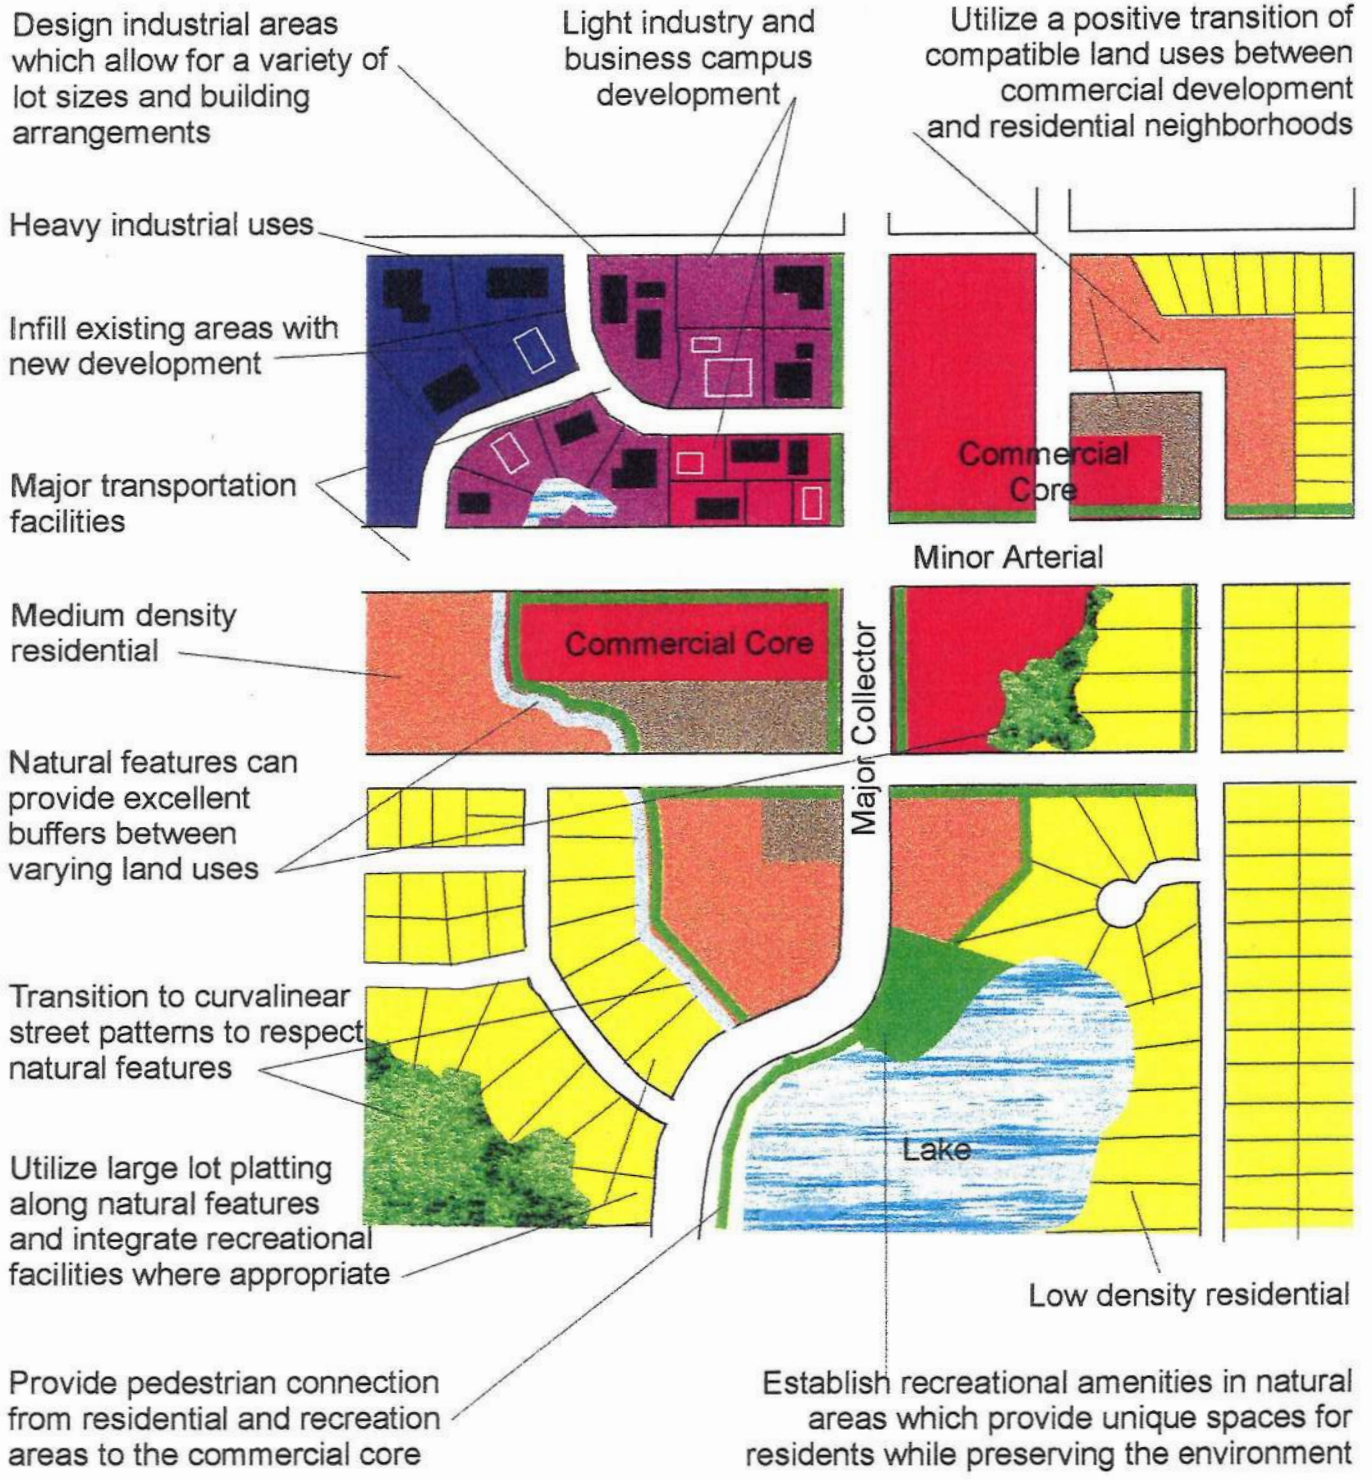 Design industrial areas
which allow for a variety of
lot sizes and building
arrangements
Light industry and
business campus
development
Utilize a positive transition of
compatible land uses between
commercial development
and residential neighborhoods
Heavy industrial uses
Infill existing areas with
new development
Major transportation
facilities
Commercial
Core
Minor Arterial
Medium density
residential
Commercial Core
Major Collector
Natural features can
provide excellent
buffers between
varying land uses
Transition to curvalinear
street patterns to respect
natural features
Utilize large lot platting
along natural features
and integrate recreational
facilities where appropriate
Lake
Low density residential
Provide pedestrian connection
from residential and recreation
areas to the commercial core
Establish recreational amenities in natural
areas which provide unique spaces for
residents while preserving the environment